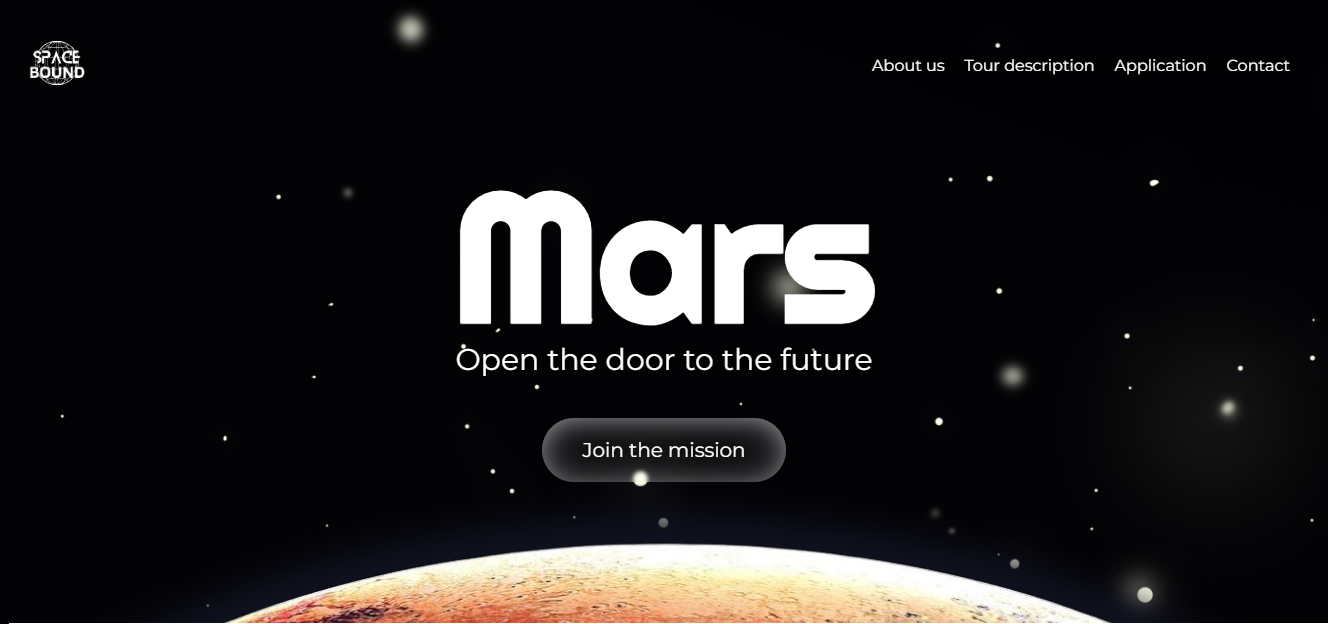 SPACE
BOUND
About us Tour description Application Contact
Mars
Open the door to the future
Join the mission